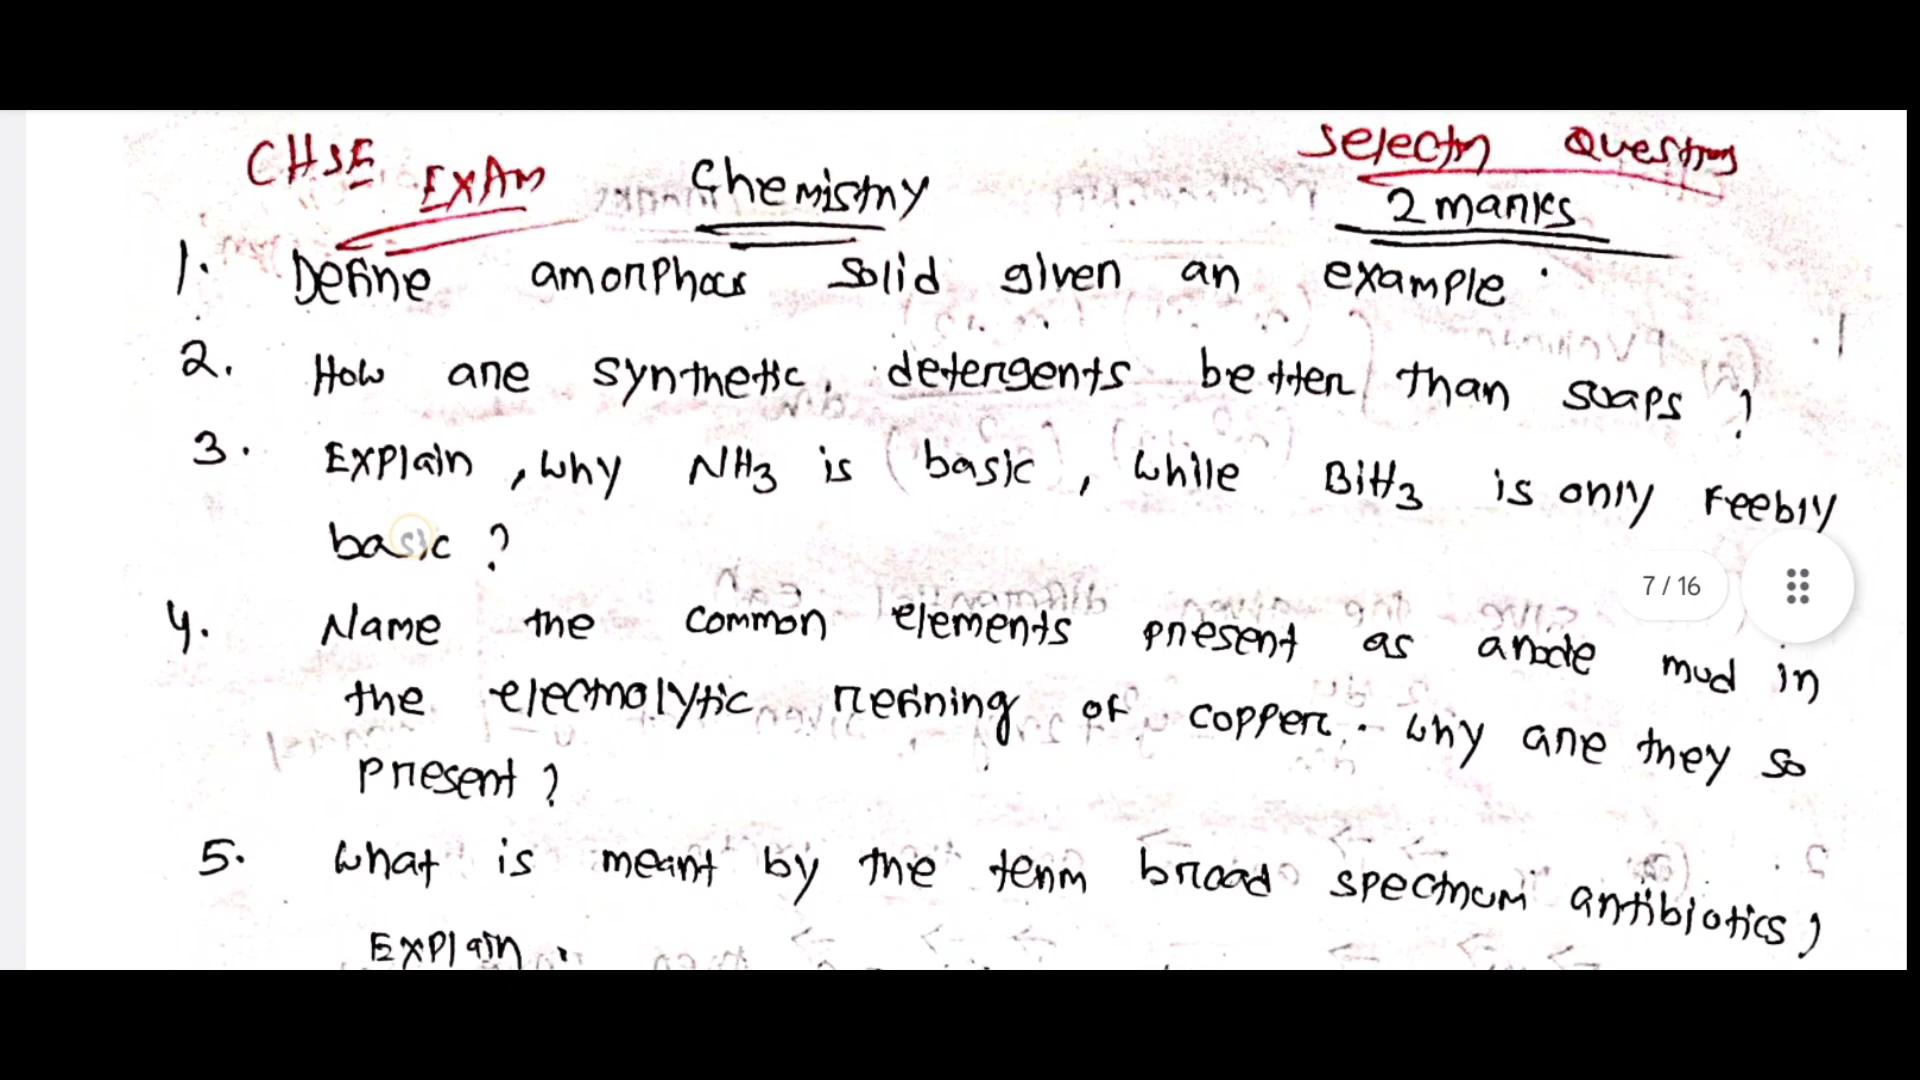 CHSE EXAM Chemistry Selectn Questions
2 marks
1. Define amorphous solid given an example.
2. How are synthetic detergents better than soaps ?
3. Explain, why NH3 is basic, while BiH3 is only feebly
basic ?
4. Name the common elements present as anode mud in
the electrolytic refining of copper. why are they so
present ?
5. What is meant by the term broad spectrum antibiotics ?
Explain.
7 / 16